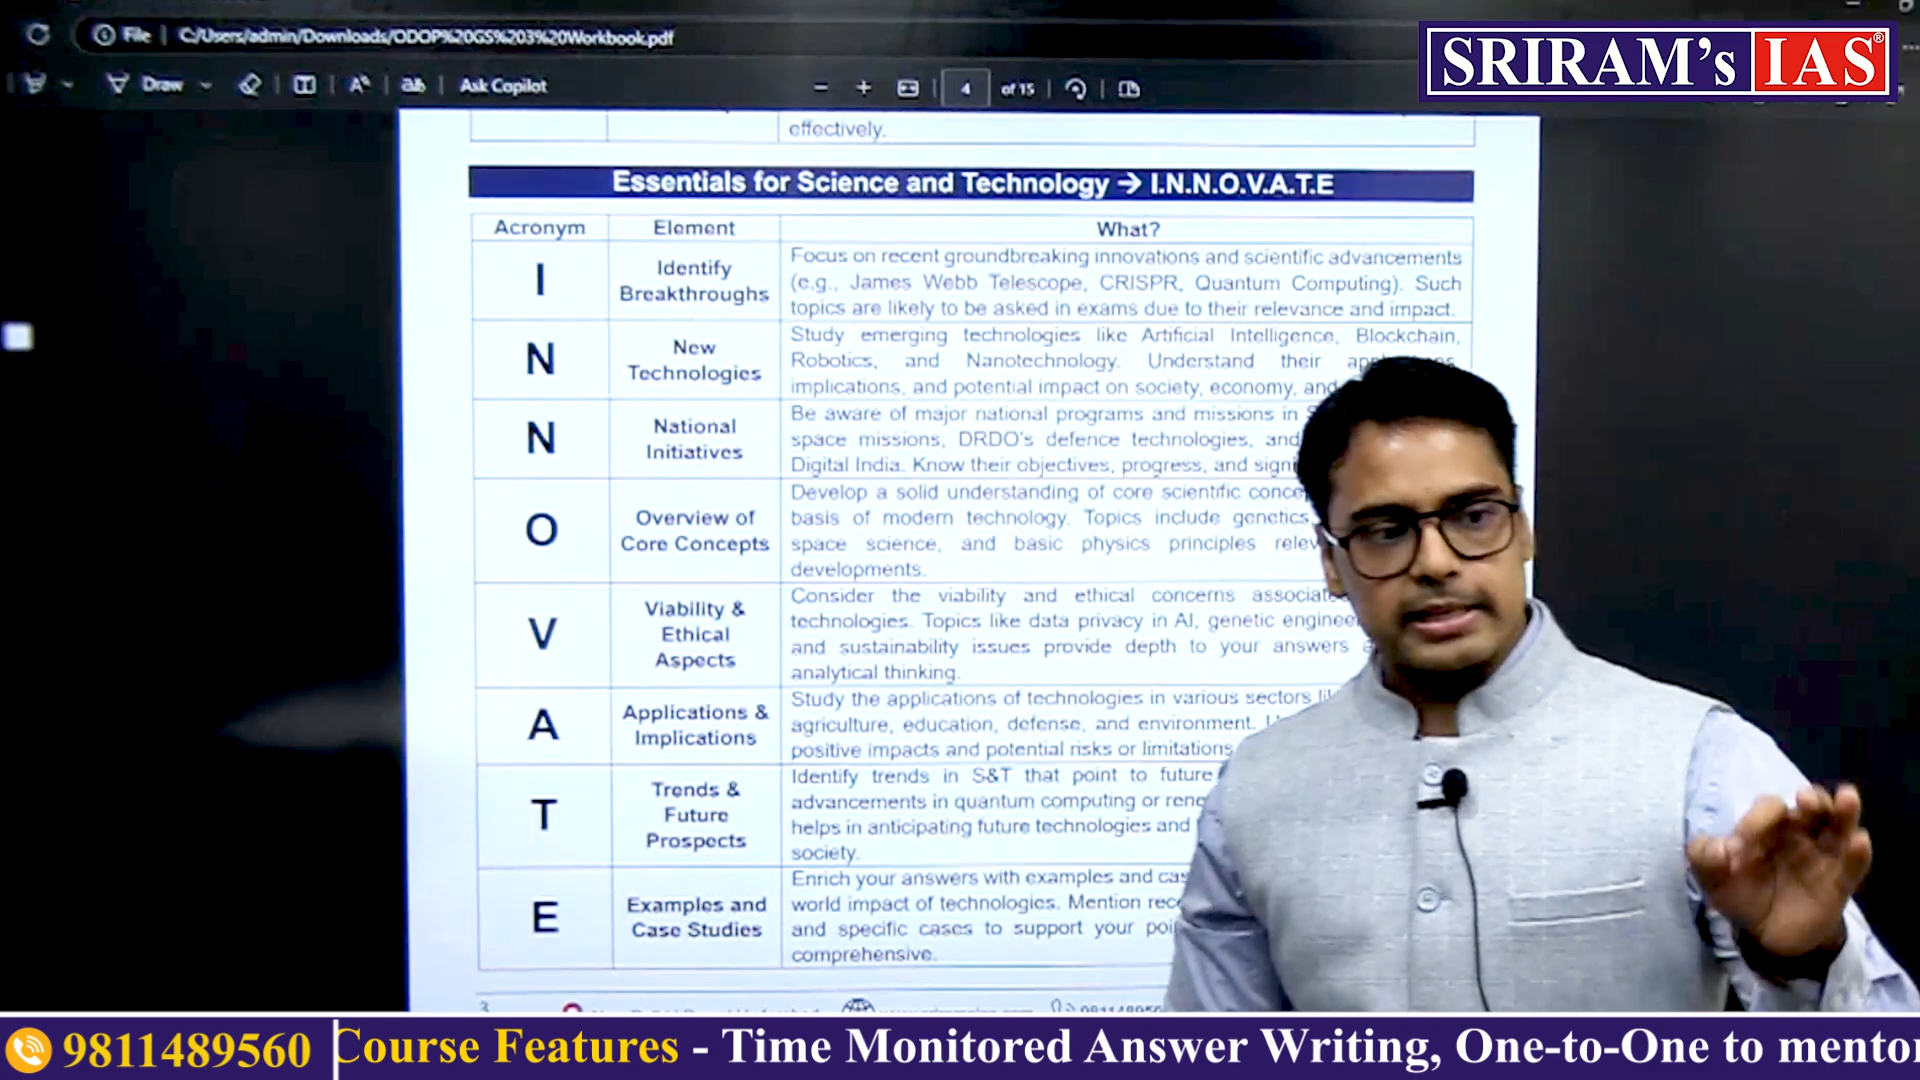 File | C:/Users/admin/Downloads/ODOP%20GS%203%20Workbook.pdf
SRIRAM's IAS®
Draw
Ask Copilot
4 of 15
effectively.
Essentials for Science and Technology → I.N.N.O.V.A.T.E
Acronym Element What?
I
Identify
Breakthroughs
Focus on recent groundbreaking innovations and scientific advancements
(e.g., James Webb Telescope, CRISPR, Quantum Computing). Such
topics are likely to be asked in exams due to their relevance and impact.
N
New
Technologies
Study emerging technologies like Artificial Intelligence, Blockchain,
Robotics, and Nanotechnology. Understand their
implications, and potential impact on society, economy, and
N
National
Initiatives
Be aware of major national programs and missions in
space missions, DRDO's defence technologies, and
Digital India. Know their objectives, progress, and
O
Overview of
Core Concepts
Develop a solid understanding of core scientific
basis of modern technology. Topics include genetics
space science, and basic physics principles
developments.
V
Viability &
Ethical
Aspects
Consider the viability and ethical concerns
technologies. Topics like data privacy in AI, genetic
and sustainability issues provide depth to your answers
analytical thinking.
A
Applications &
Implications
Study the applications of technologies in various sectors
agriculture, education, defense, and environment.
positive impacts and potential risks or limitations
T
Trends &
Future
Prospects
Identify trends in S&T that point to future
advancements in quantum computing or
helps in anticipating future technologies and
society.
E
Examples and
Case Studies
Enrich your answers with examples and
world impact of technologies. Mention
and specific cases to support your
comprehensive.
3
9811489560 Course Features - Time Monitored Answer Writing, One-to-One to